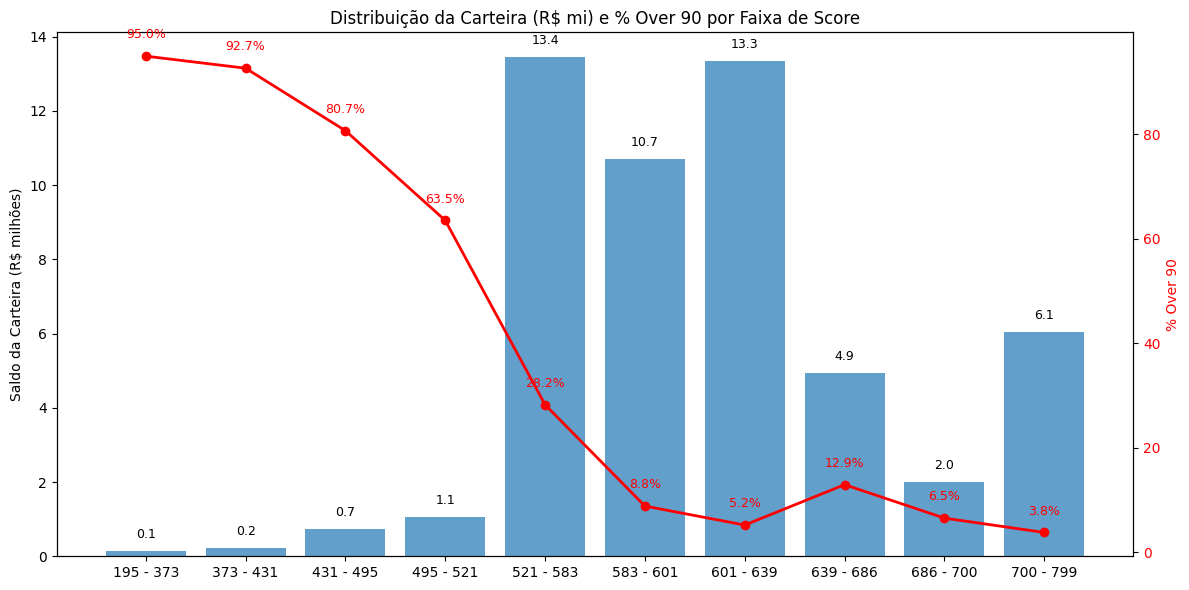 Distribuição da Carteira (R$ mi) e % Over 90 por Faixa de Score
Saldo da Carteira (R$ milhões)
14
12
10
8
6
4
2
0
95.0%
92.7%
80.7%
63.5%
28.2%
8.8%
5.2%
12.9%
6.5%
3.8%
0.1
0.2
0.7
1.1
13.4
10.7
13.3
4.9
2.0
6.1
80
60
40
20
0
% Over 90
195 - 373
373 - 431
431 - 495
495 - 521
521 - 583
583 - 601
601 - 639
639 - 686
686 - 700
700 - 799